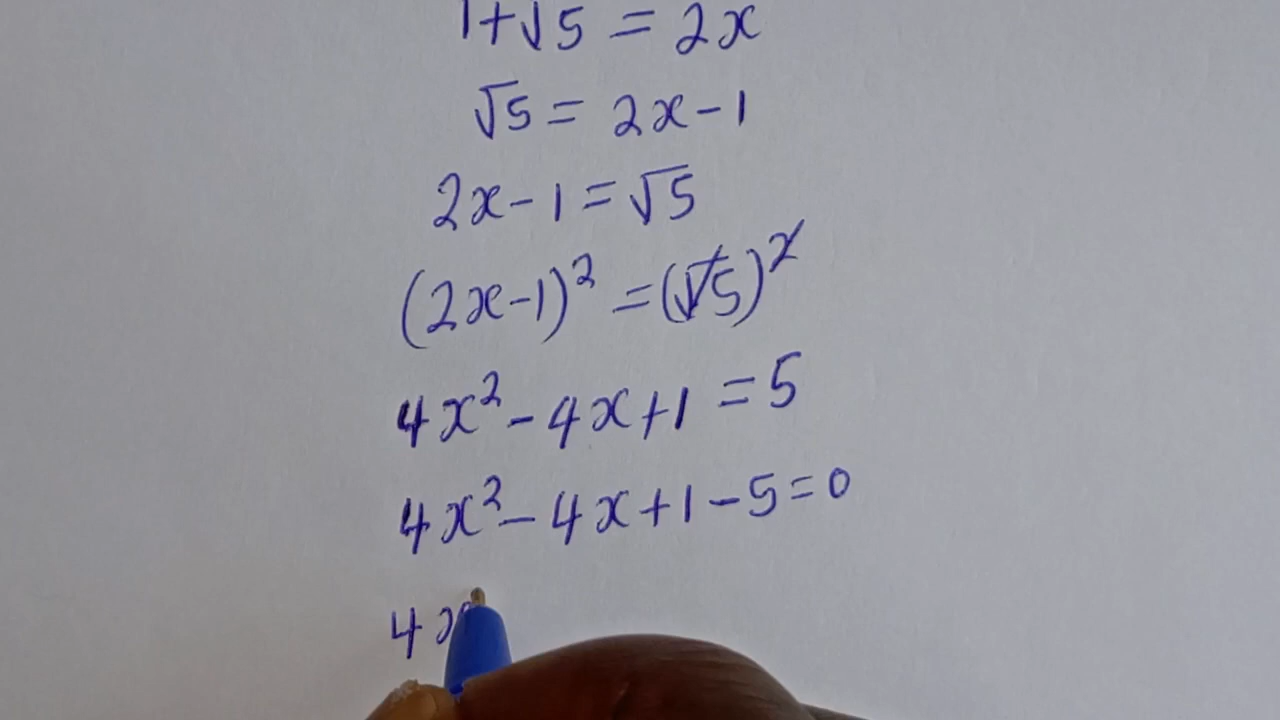 1+√5 = 2x
√5 = 2x-1
2x-1 = √5
(2x-1)² = (√5)²
4x² - 4x+1 = 5
4x² - 4x+1-5=0
4x